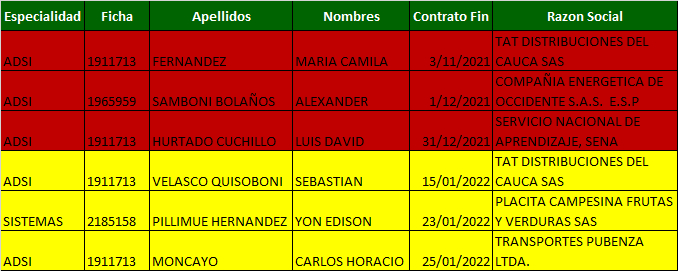 Especialidad Ficha Apellidos Nombres Contrato Fin Razon Social
ADSI 1911713 FERNANDEZ MARIA CAMILA 3/11/2021 TAT DISTRIBUCIONES DEL
CAUCA SAS
ADSI 1965959 SAMBONI BOLAÑOS ALEXANDER 1/12/2021 COMPAÑIA ENERGETICA DE
OCCIDENTE S.A.S. E.S.P
ADSI 1911713 HURTADO CUCHILLO LUIS DAVID 31/12/2021 SERVICIO NACIONAL DE
APRENDIZAJE, SENA
ADSI 1911713 VELASCO QUISOBONI SEBASTIAN 15/01/2022 TAT DISTRIBUCIONES DEL
CAUCA SAS
SISTEMAS 2185158 PILLIMUE HERNANDEZ YON EDISON 23/01/2022 PLACITA CAMPESINA FRUTAS
Y VERDURAS SAS
ADSI 1911713 MONCAYO CARLOS HORACIO 25/01/2022 TRANSPORTES PUBENZA
LTDA.